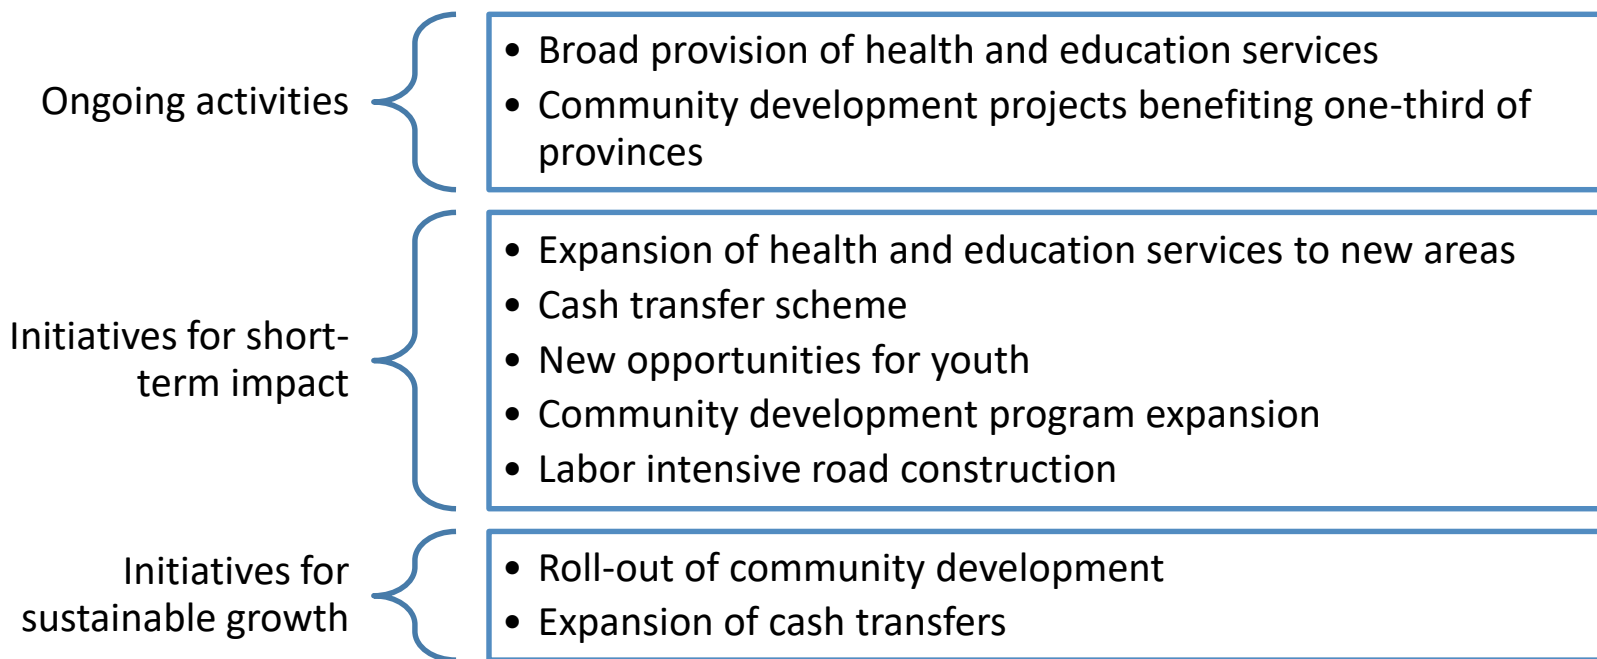 Ongoing activities
• Broad provision of health and education services
• Community development projects benefiting one-third of
provinces
Initiatives for short-
term impact
• Expansion of health and education services to new areas
• Cash transfer scheme
• New opportunities for youth
• Community development program expansion
• Labor intensive road construction
Initiatives for
sustainable growth
• Roll-out of community development
• Expansion of cash transfers